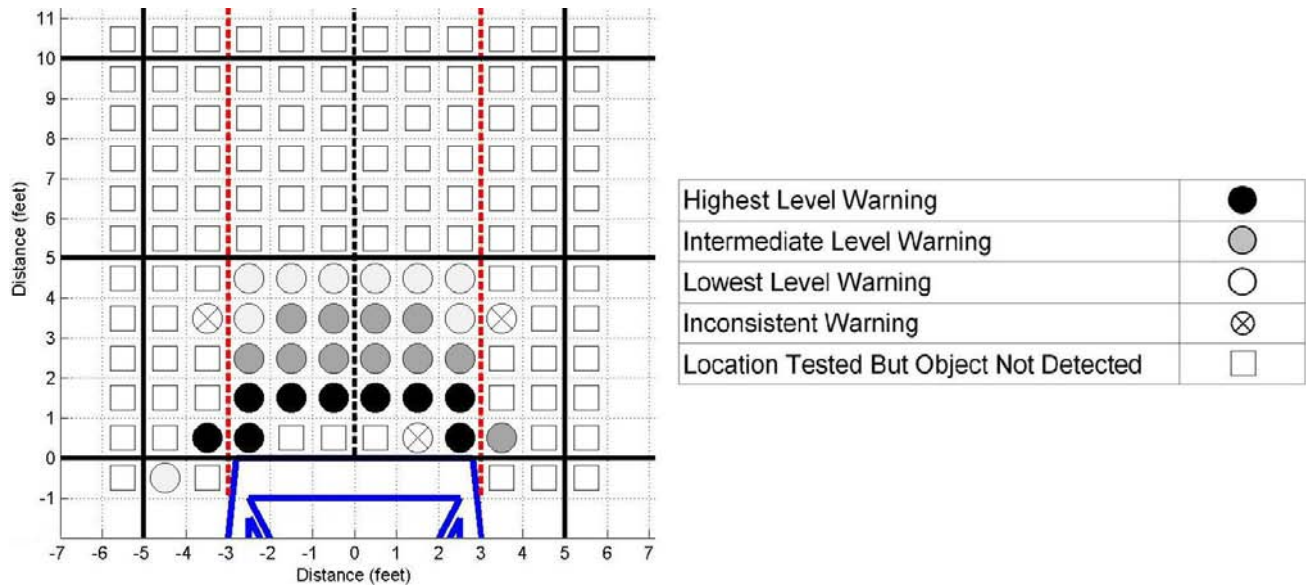 11
10
9
8
7
6
5
4
3
2
1
0
-1
Distance (feet)
-7 -6 -5 -4 -3 -2 -1 0 1 2 3 4 5 6 7
Distance (feet)
Highest Level Warning
Intermediate Level Warning
Lowest Level Warning
Inconsistent Warning
Location Tested But Object Not Detected